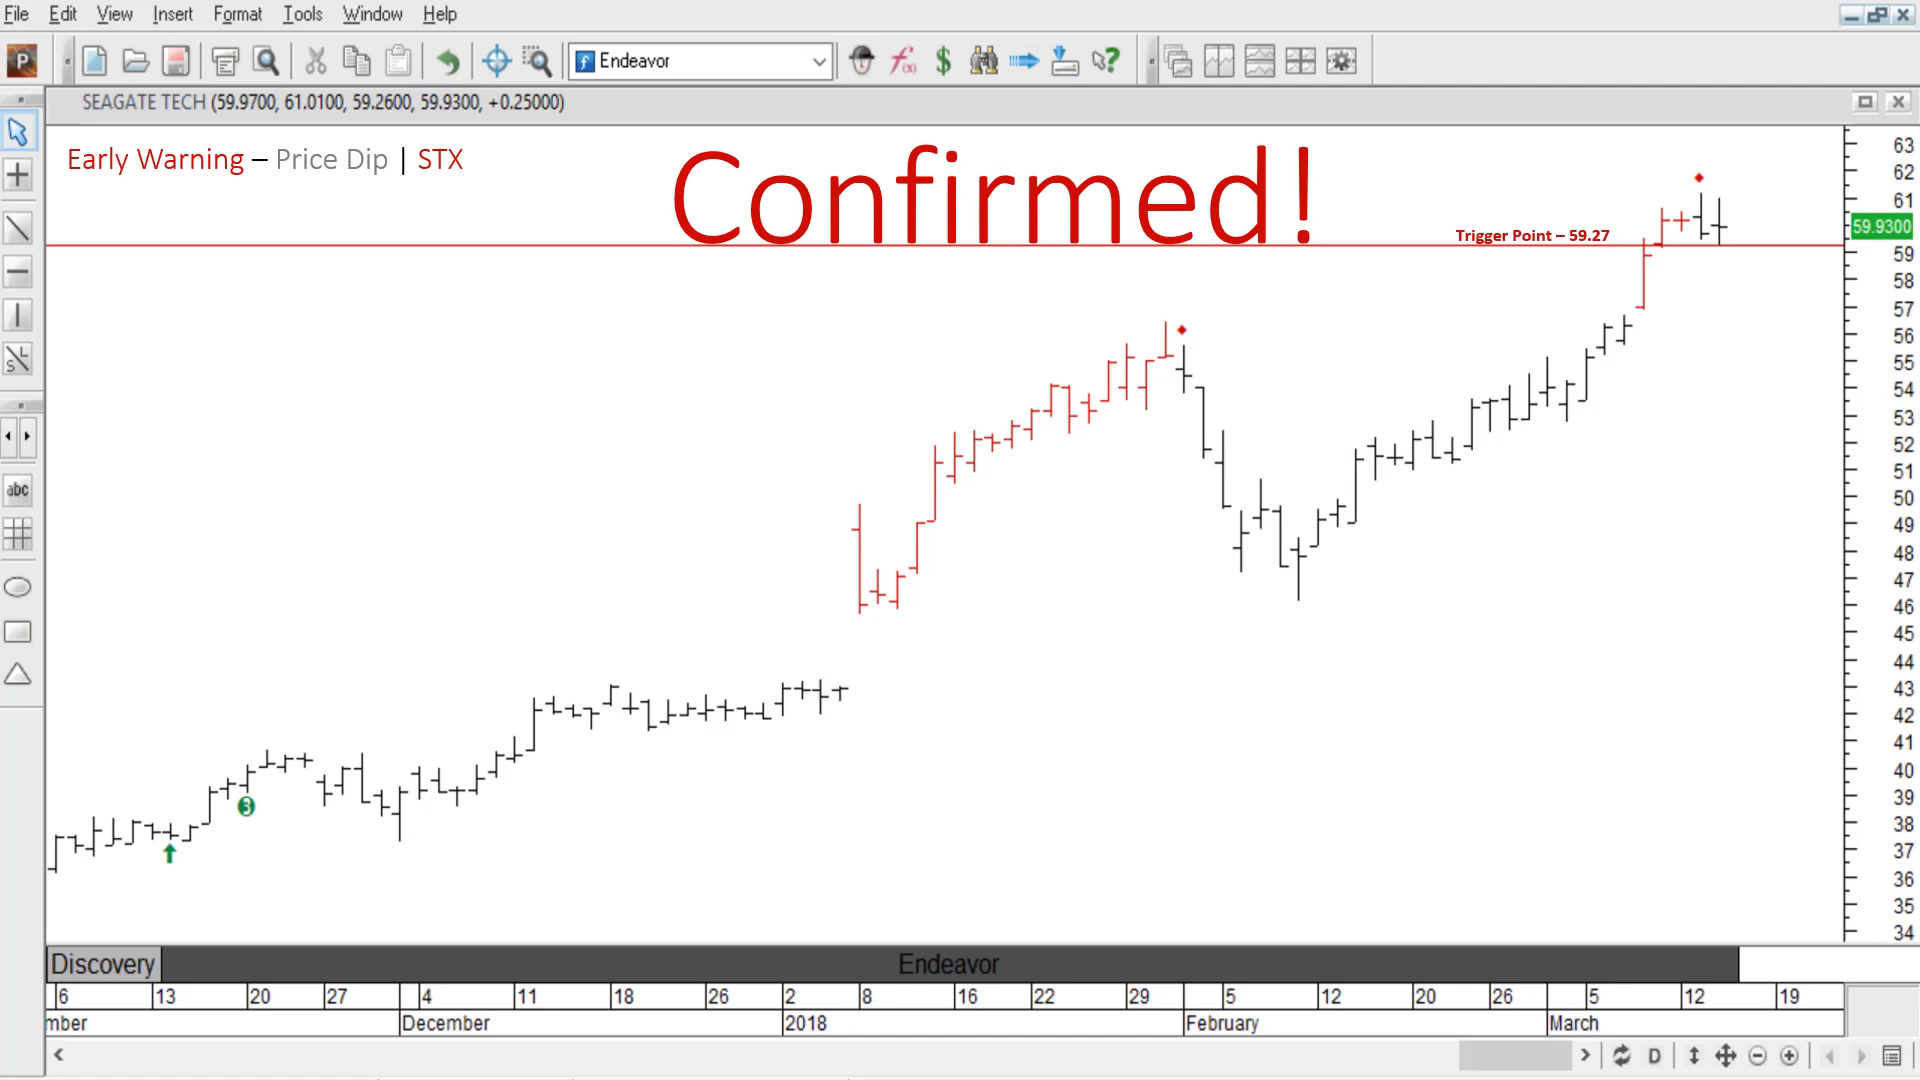 File Edit View Insert Format Tools Window Help
P
Endeavor
f(x) $ ?
SEAGATE TECH (59.9700, 61.0100, 59.2600, 59.9300, +0.25000)
Early Warning – Price Dip | STX
Confirmed!
Trigger Point – 59.27
63
62
61
59.9300
59
58
57
56
55
54
53
52
51
50
49
48
47
46
45
44
43
42
41
40
39
38
37
36
35
34
abc
3
Discovery Endeavor
6 13 20 27 4 11 18 26 2 8 16 22 29 5 12 20 26 5 12 19
mber December 2018 February March
D